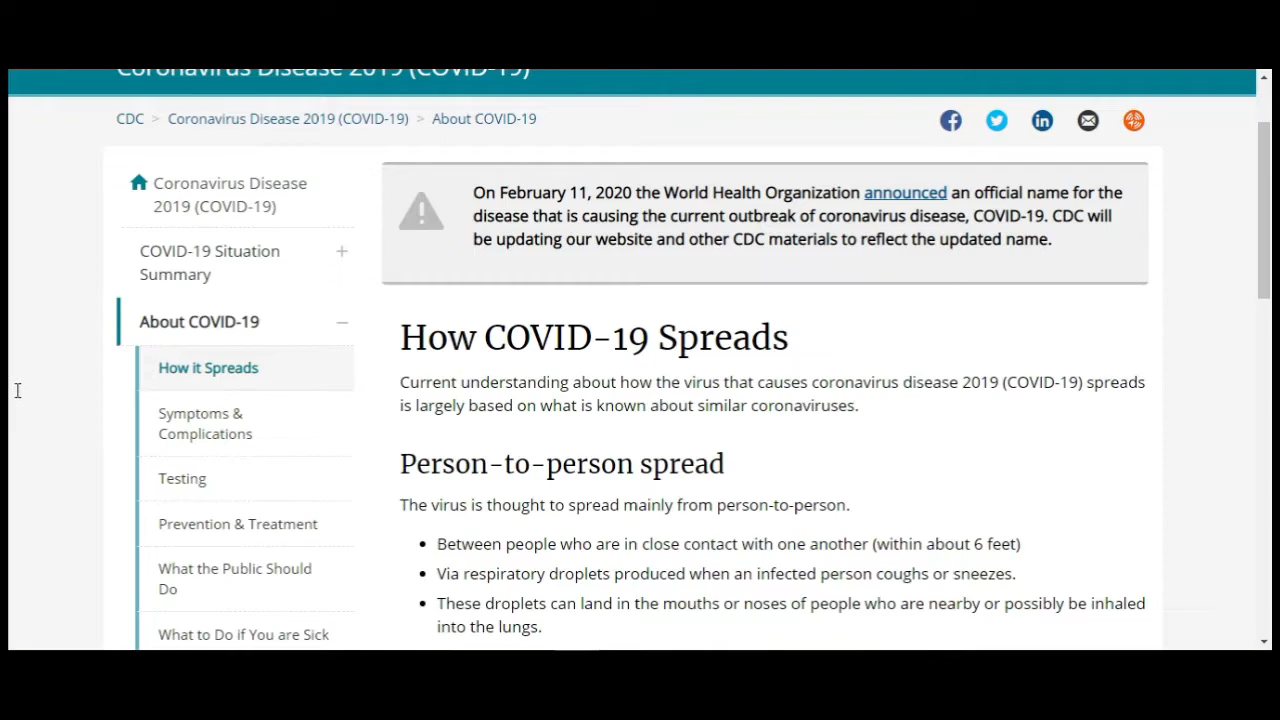 Coronavirus Disease 2019 (COVID-19)
CDC > Coronavirus Disease 2019 (COVID-19) > About COVID-19
Coronavirus Disease
2019 (COVID-19)
COVID-19 Situation
Summary
About COVID-19
How it Spreads
Symptoms &
Complications
Testing
Prevention & Treatment
What the Public Should
Do
What to Do if You are Sick
On February 11, 2020 the World Health Organization announced an official name for the
disease that is causing the current outbreak of coronavirus disease, COVID-19. CDC will
be updating our website and other CDC materials to reflect the updated name.
How COVID-19 Spreads
Current understanding about how the virus that causes coronavirus disease 2019 (COVID-19) spreads
is largely based on what is known about similar coronaviruses.
Person-to-person spread
The virus is thought to spread mainly from person-to-person.
• Between people who are in close contact with one another (within about 6 feet)
• Via respiratory droplets produced when an infected person coughs or sneezes.
• These droplets can land in the mouths or noses of people who are nearby or possibly be inhaled
into the lungs.